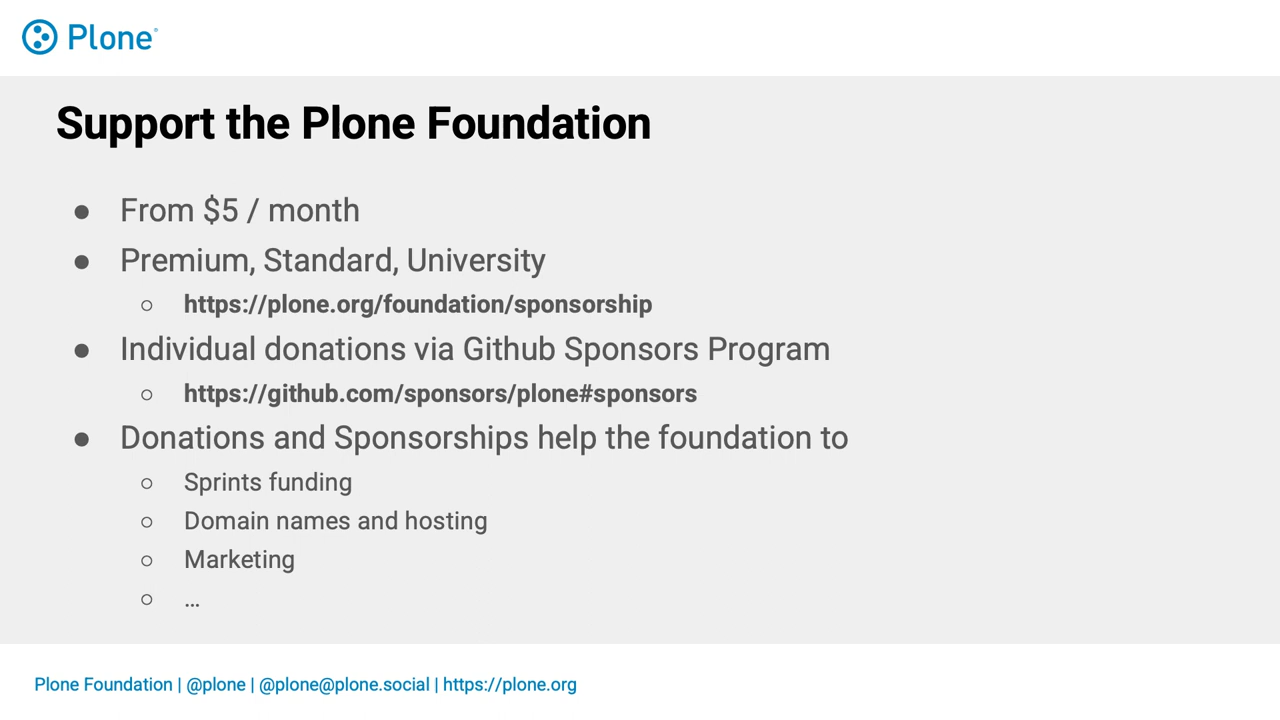 Plone®
Support the Plone Foundation
● From $5 / month
● Premium, Standard, University
○ https://plone.org/foundation/sponsorship
● Individual donations via Github Sponsors Program
○ https://github.com/sponsors/plone#sponsors
● Donations and Sponsorships help the foundation to
○ Sprints funding
○ Domain names and hosting
○ Marketing
○ …
Plone Foundation | @plone | @plone@plone.social | https://plone.org